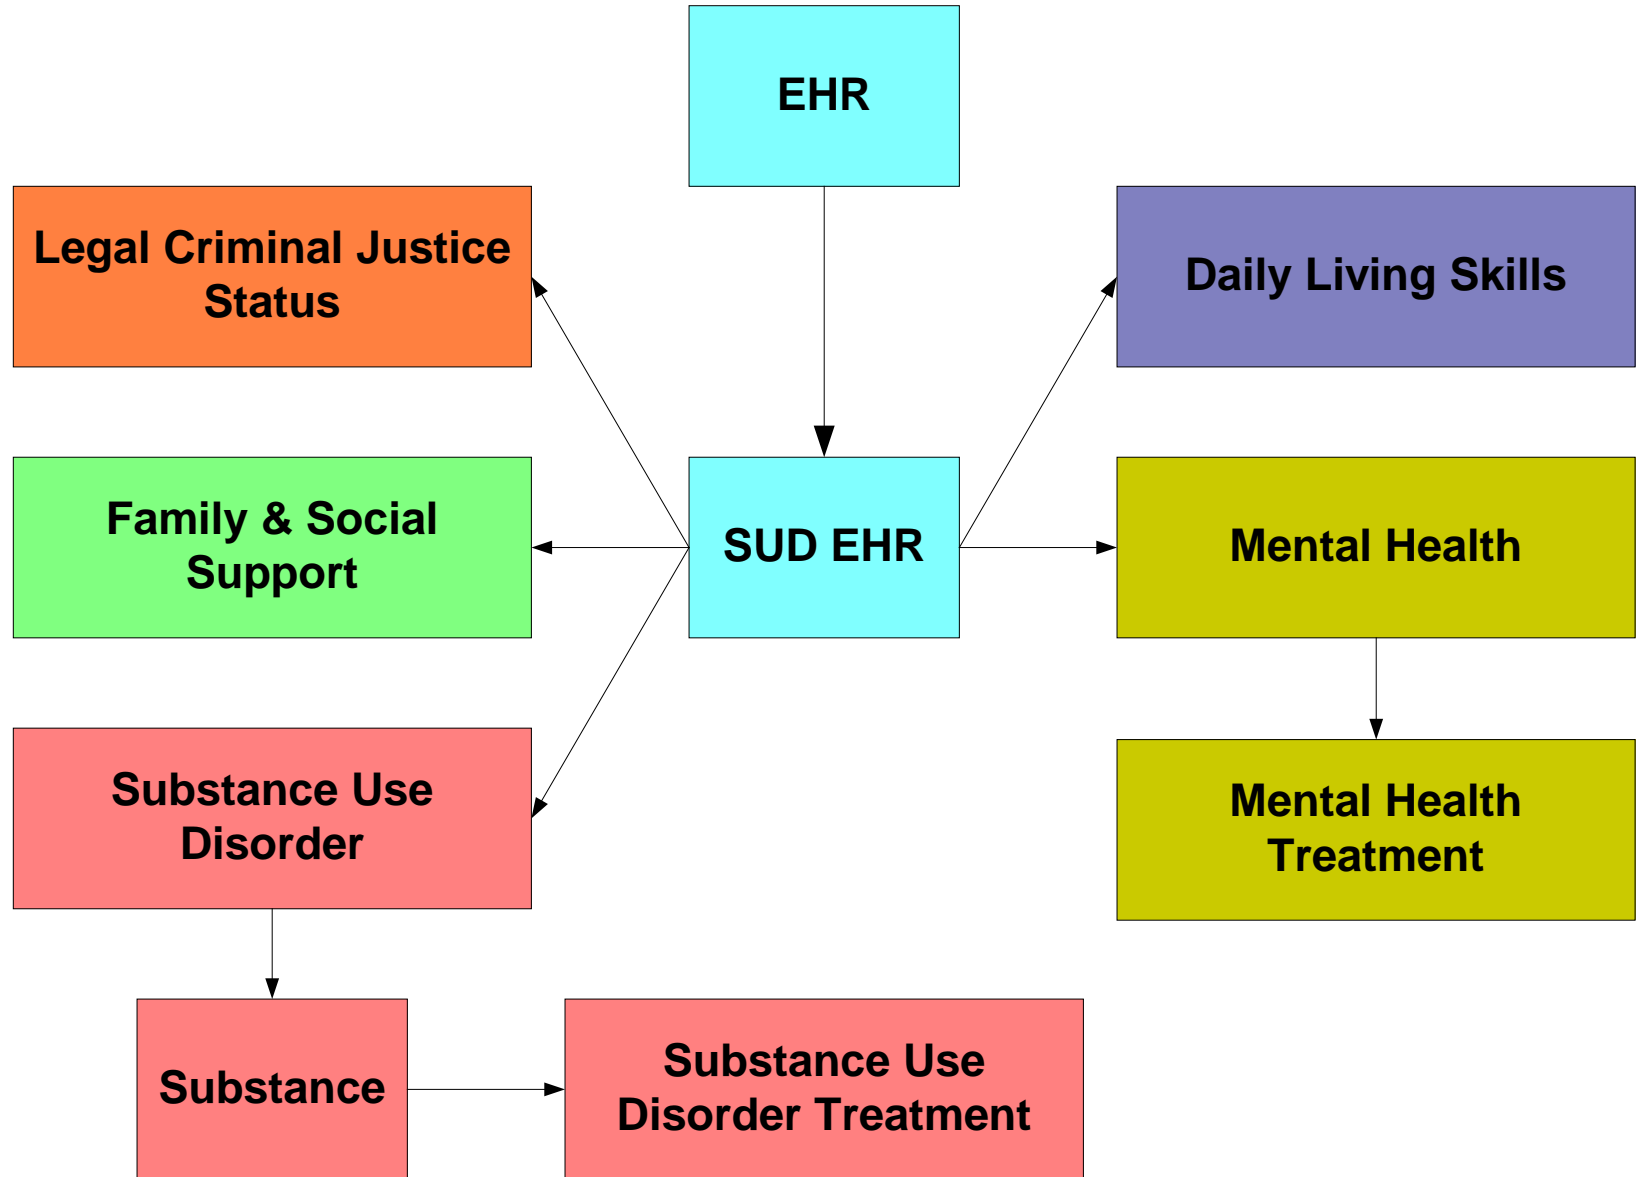 EHR
Legal Criminal Justice
Status
Daily Living Skills
Family & Social
Support
SUD EHR
Mental Health
Substance Use
Disorder
Mental Health
Treatment
Substance
Substance Use
Disorder Treatment